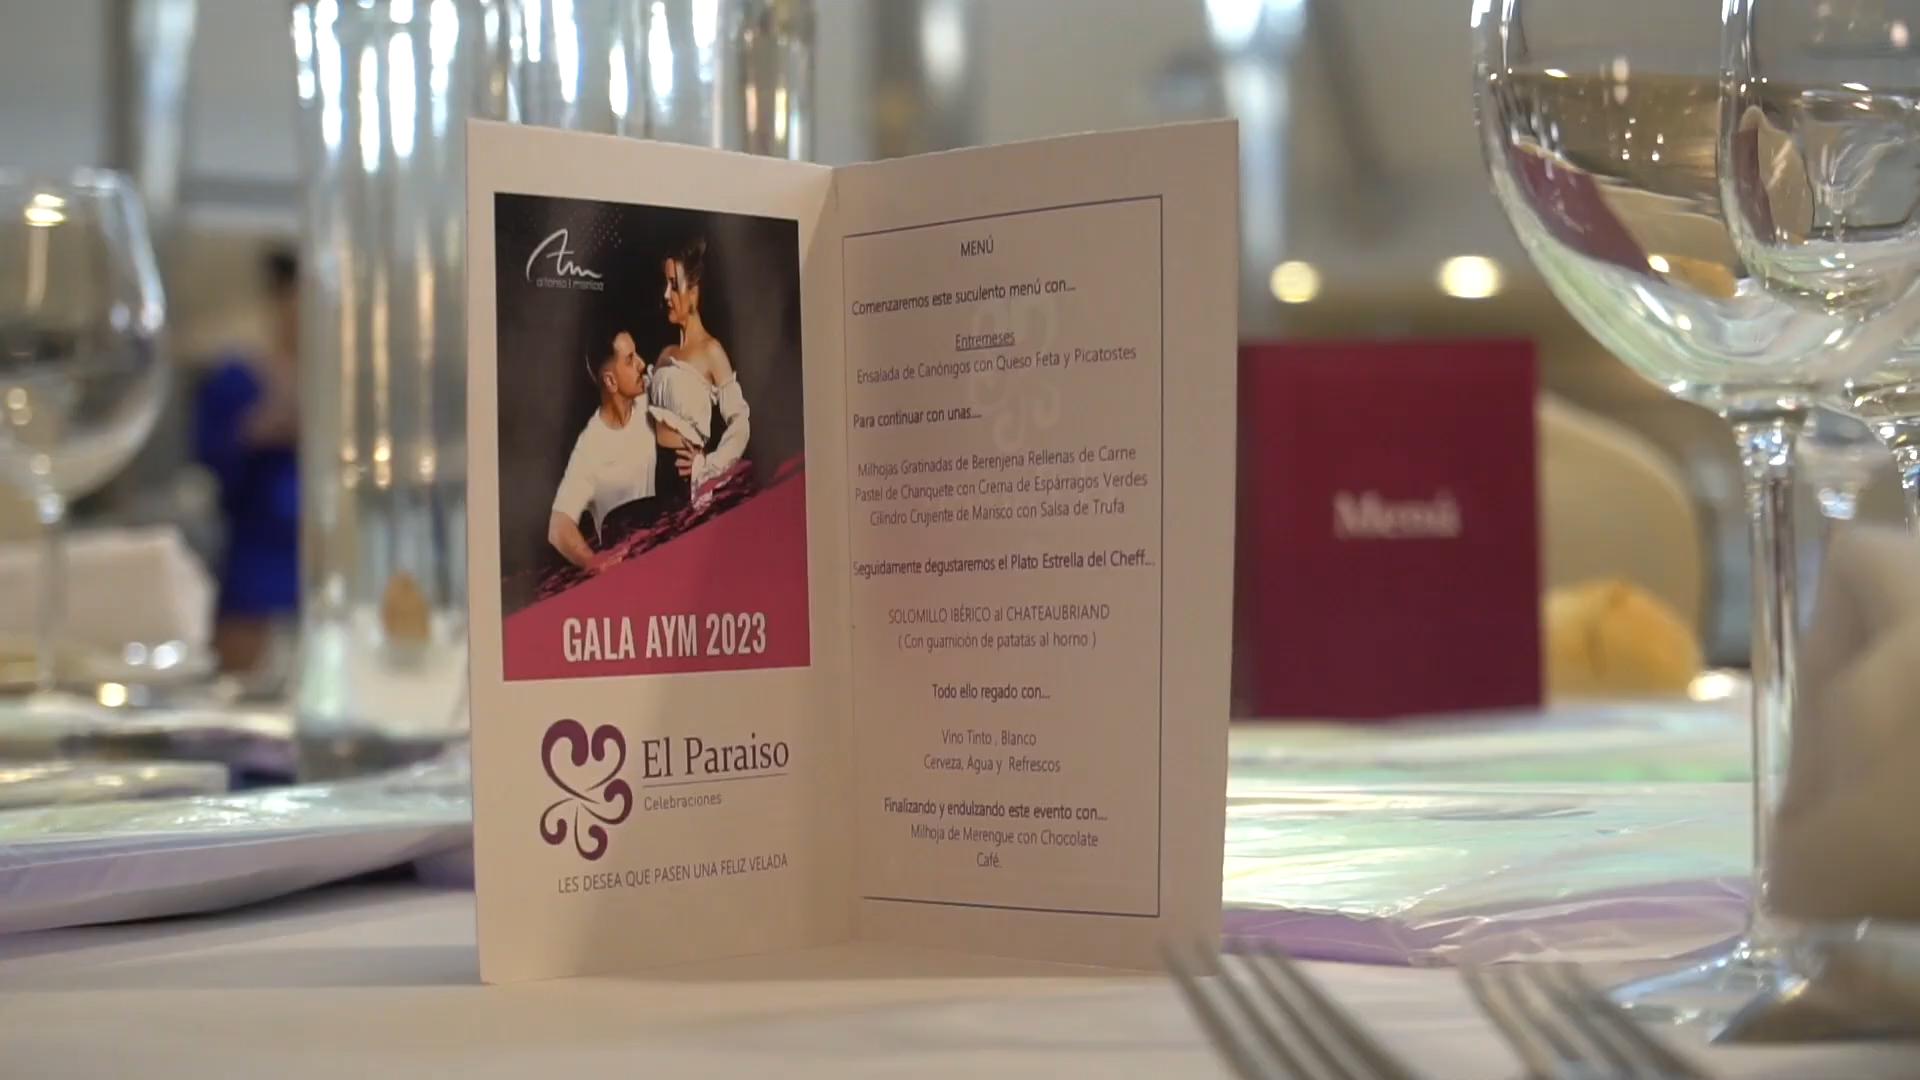 Am
GALA AYM 2023
El Paraiso
Celebraciones
LES DESEA QUE PASEN UNA FELIZ VELADA
MENÚ
Comenzaremos este suculento menú con...
Entremeses
Ensalada de Canónigos con Queso Feta y Picatostes
Para continuar con unas....
Milhojas Gratinadas de Berenjena Rellenas de Carne
Pastel de Chanquete con Crema de Espárragos Verdes
Cilindro Crujiente de Marisco con Salsa de Trufa
Seguidamente degustaremos el Plato Estrella del Cheff...
SOLOMILLO IBÉRICO al CHATEAUBRIAND
( Con guarnición de patatas al horno )
Todo ello regado con...
Vino Tinto , Blanco
Cerveza, Agua y Refrescos
Finalizando y endulzando este evento con...
Milhoja de Merengue con Chocolate
Café.
Menú